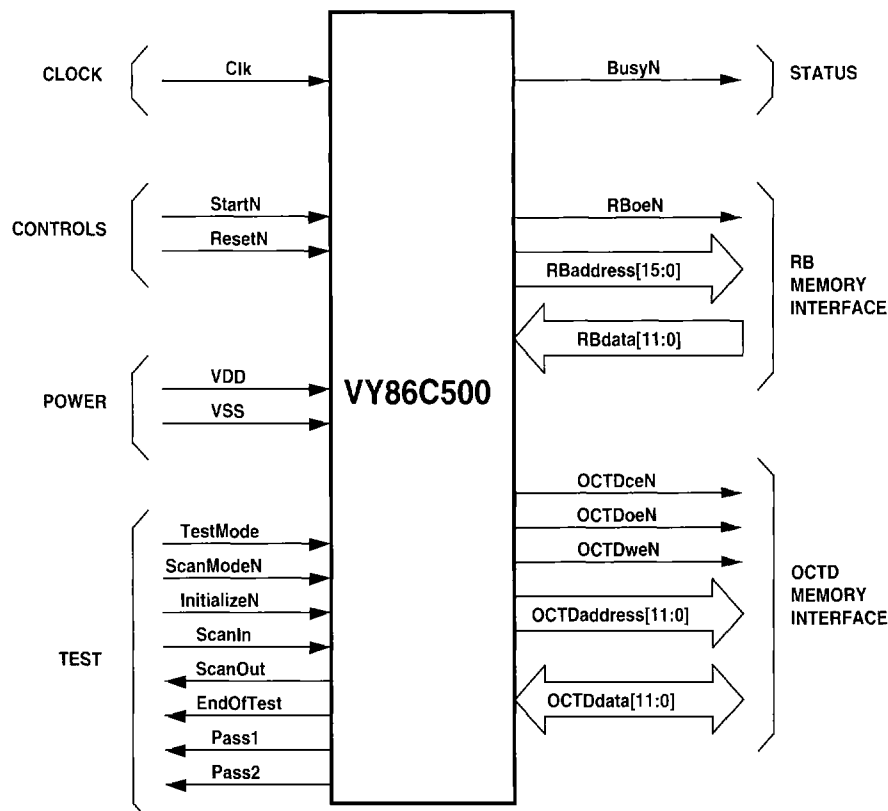 CLOCK
Clk
BusyN
STATUS
CONTROLS
StartN
ResetN
RBoeN
RBaddress[15:0]
RBdata[11:0]
RB
MEMORY
INTERFACE
POWER
VDD
VSS
VY86C500
TEST
TestMode
ScanModeN
InitializeN
ScanIn
ScanOut
EndOfTest
Pass1
Pass2
OCTDceN
OCTDoeN
OCTDweN
OCTDaddress[11:0]
OCTDdata[11:0]
OCTD
MEMORY
INTERFACE